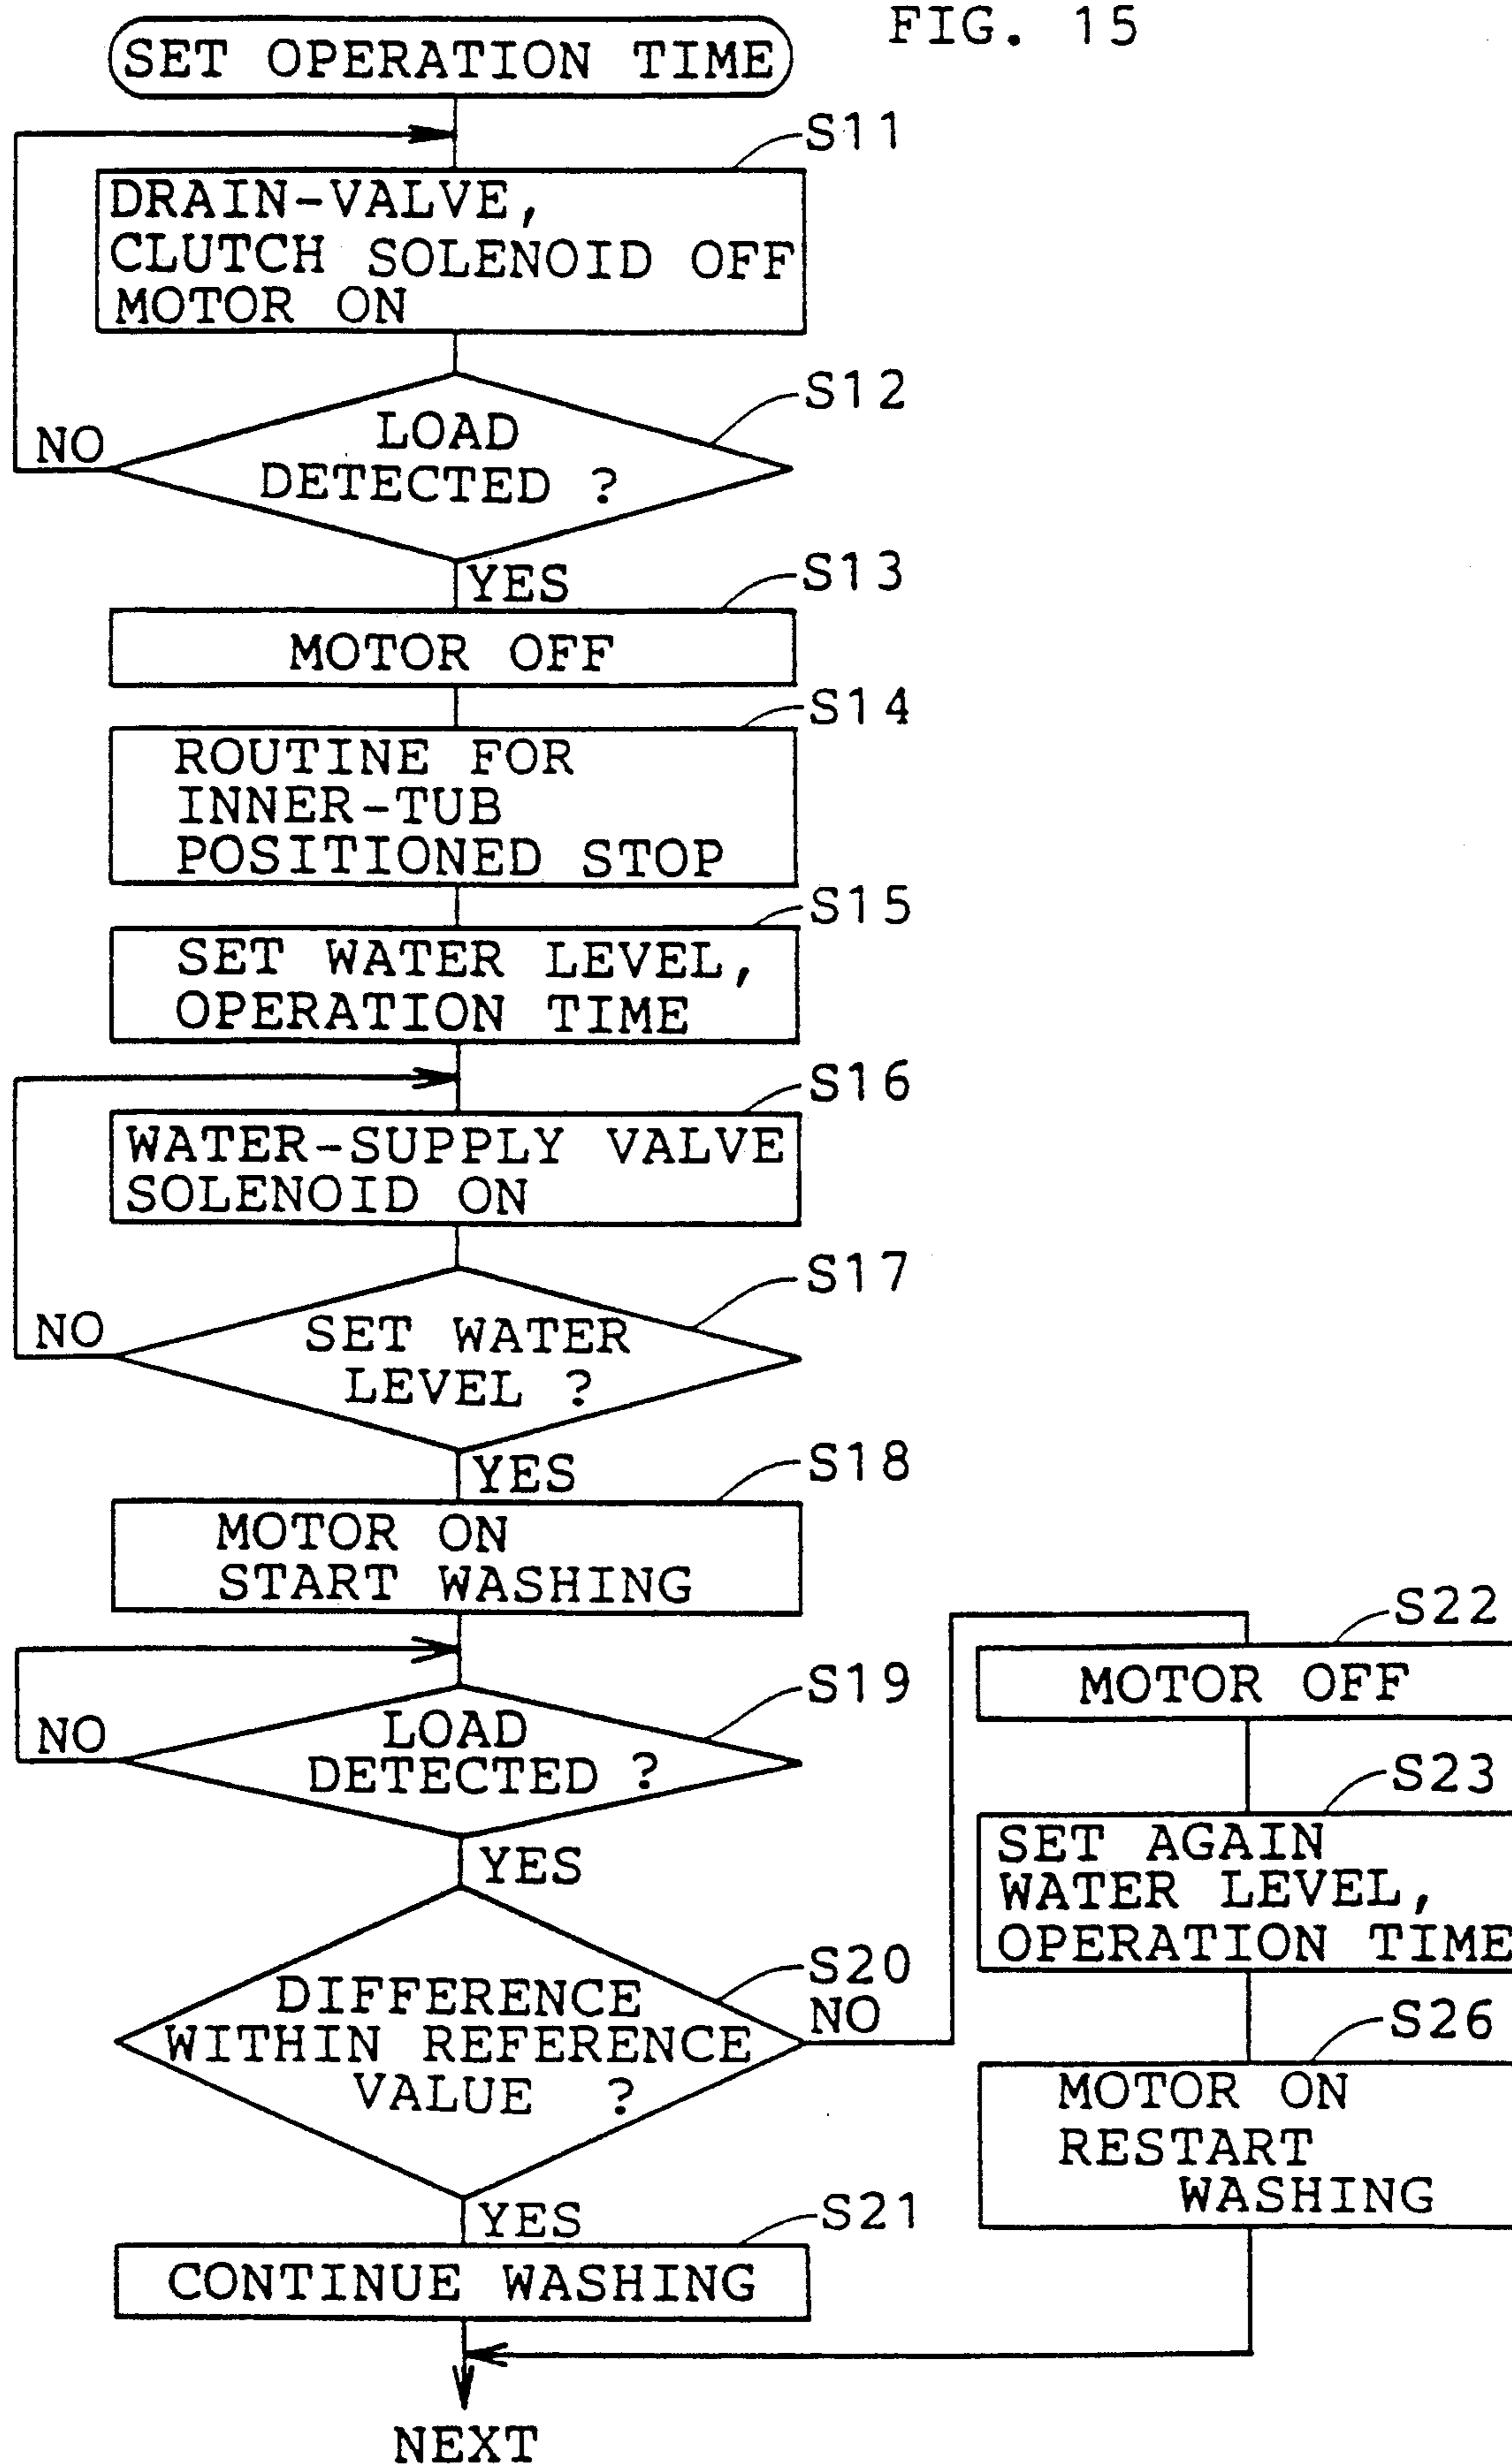 FIG. 15
SET OPERATION TIME
S11
DRAIN-VALVE,
CLUTCH SOLENOID OFF
MOTOR ON
S12
LOAD
DETECTED ?
NO
YES
S13
MOTOR OFF
S14
ROUTINE FOR
INNER-TUB
POSITIONED STOP
S15
SET WATER LEVEL,
OPERATION TIME
S16
WATER-SUPPLY VALVE
SOLENOID ON
S17
SET WATER
LEVEL ?
NO
YES
S18
MOTOR ON
START WASHING
S19
LOAD
DETECTED ?
NO
YES
S20
DIFFERENCE
WITHIN REFERENCE
VALUE ?
NO
YES
S21
CONTINUE WASHING
S22
MOTOR OFF
S23
SET AGAIN
WATER LEVEL,
OPERATION TIME
S26
MOTOR ON
RESTART
WASHING
NEXT